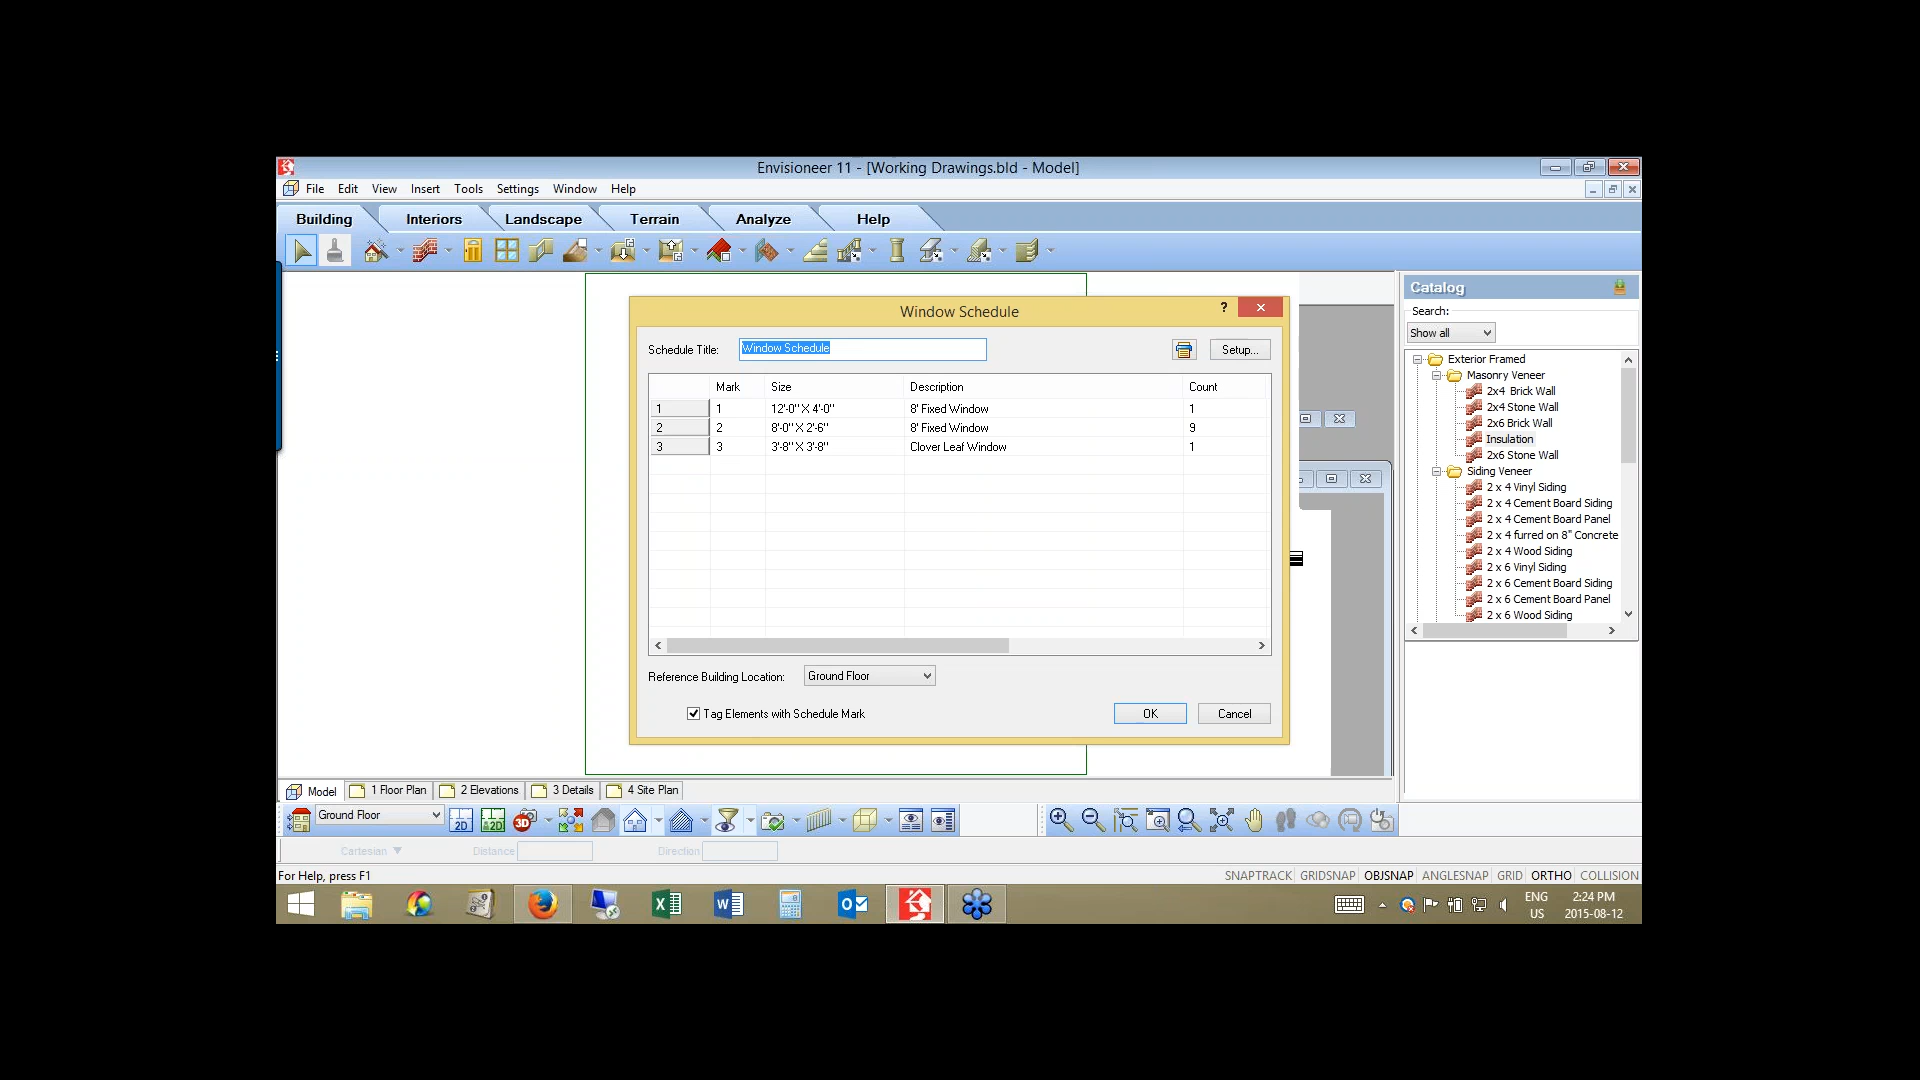 Envisioneer 11 - [Working Drawings.bld - Model]
File Edit View Insert Tools Settings Window Help
Building Interiors Landscape Terrain Analyze Help
Window Schedule
?
Schedule Title: Window Schedule Setup...
Mark Size Description Count
1 1 12'-0" X 4'-0" 8' Fixed Window 1
2 2 8'-0" X 2'-6" 8' Fixed Window 9
3 3 3'-8" X 3'-8" Clover Leaf Window 1
Reference Building Location: Ground Floor
Tag Elements with Schedule Mark OK Cancel
Catalog
Search:
Show all
Exterior Framed
Masonry Veneer
2x4 Brick Wall
2x4 Stone Wall
2x6 Brick Wall
Insulation
2x6 Stone Wall
Siding Veneer
2 x 4 Vinyl Siding
2 x 4 Cement Board Siding
2 x 4 Cement Board Panel
2 x 4 furred on 8" Concrete
2 x 4 Wood Siding
2 x 6 Vinyl Siding
2 x 6 Cement Board Siding
2 x 6 Cement Board Panel
2 x 6 Wood Siding
Model 1 Floor Plan 2 Elevations 3 Details 4 Site Plan
Ground Floor 2D 2D 3D
Cartesian Distance Direction
For Help, press F1 SNAPTRACK GRIDSNAP OBJSNAP ANGLESNAP GRID ORTHO COLLISION
ENG 2:24 PM
US 2015-08-12